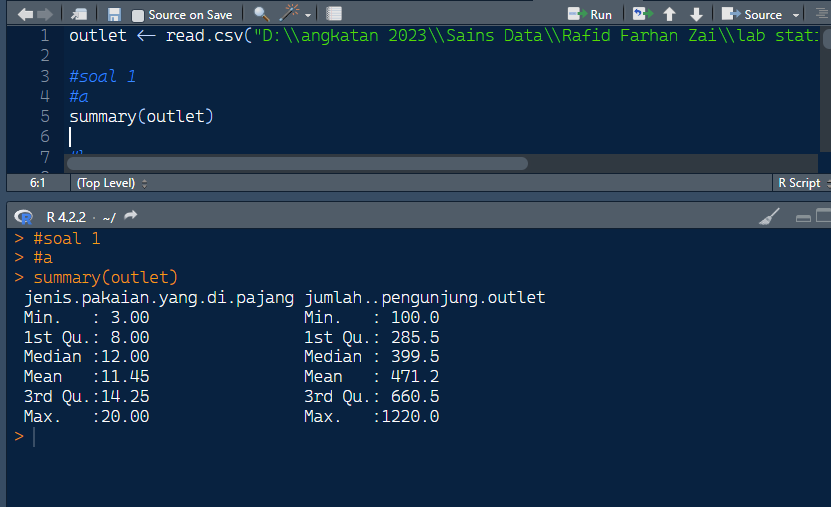 Source on Save Run Source
1 outlet <- read.csv("D:\\angkatan 2023\\Sains Data\\Rafid Farhan Zai\\lab stat
2
3 #soal 1
4 #a
5 summary(outlet)
6
7
6:1 (Top Level) R Script
R 4.2.2 · ~/
> #soal 1
> #a
> summary(outlet)
jenis.pakaian.yang.di.pajang jumlah..pengunjung.outlet
Min.   : 3.00 Min.   : 100.0
1st Qu.: 8.00 1st Qu.: 285.5
Median :12.00 Median : 399.5
Mean   :11.45 Mean   : 471.2
3rd Qu.:14.25 3rd Qu.: 660.5
Max.   :20.00 Max.   :1220.0
>